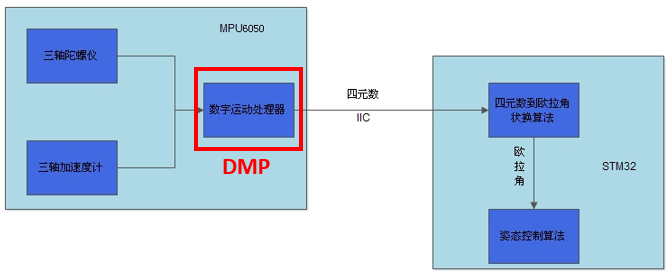 MPU6050
三轴陀螺仪
数字运动处理器
三轴加速度计
DMP
四元数
IIC
四元数到欧拉角
状换算法
欧
拉
角
STM32
姿态控制算法